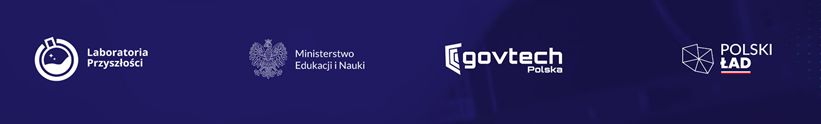 Laboratoria
Przyszłości
Ministerstwo
Edukacji i Nauki
govtech
Polska
POLSKI
ŁAD